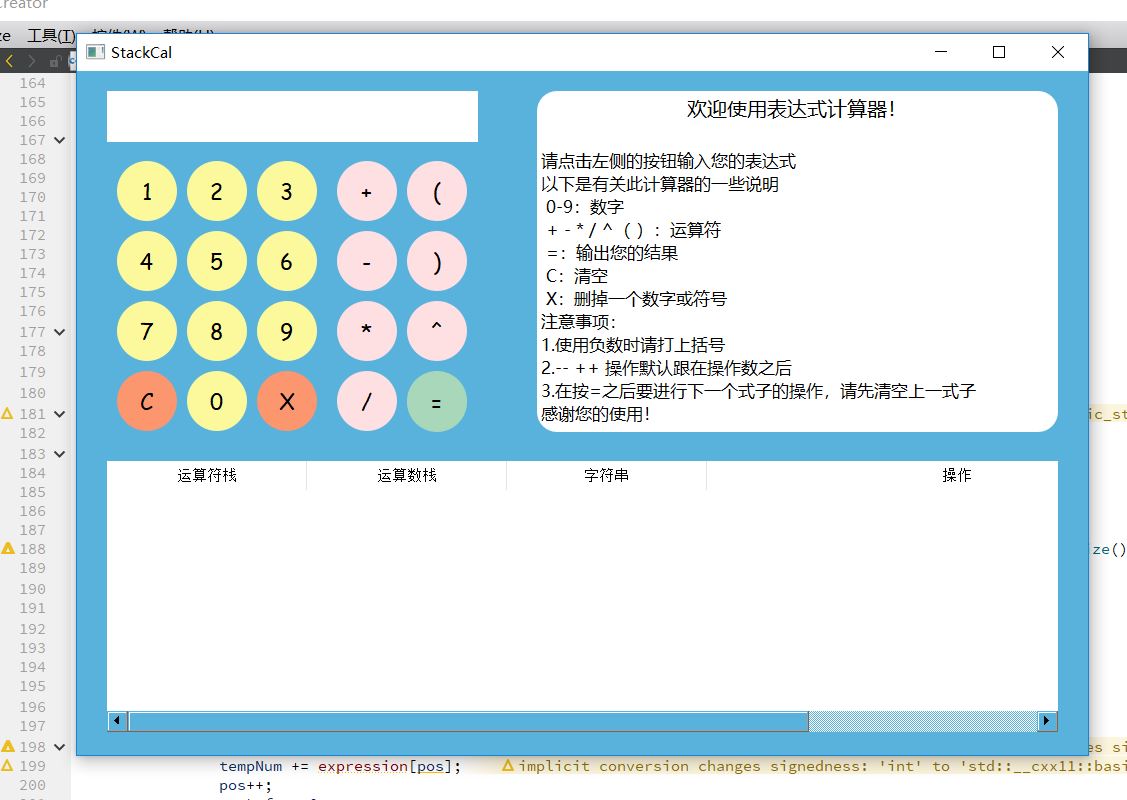 Creator
工具(T)
StackCal
164
165
166
167
168
169
170
171
172
173
174
175
176
177
178
179
180
181
182
183
184
185
186
187
188
189
190
191
192
193
194
195
196
197
198
199
200
欢迎使用表达式计算器！
请点击左侧的按钮输入您的表达式
以下是有关此计算器的一些说明
0-9：数字
+ - * / ^ ( ) ：运算符
=：输出您的结果
C：清空
X：删掉一个数字或符号
注意事项：
1.使用负数时请打上括号
2.-- ++ 操作默认跟在操作数之后
3.在按=之后要进行下一个式子的操作，请先清空上一式子
感谢您的使用！
1 2 3 + (
4 5 6 - )
7 8 9 * ^
C 0 X / =
运算符栈 运算数栈 字符串 操作
ic_st
ize()
es si
tempNum += expression[pos]; implicit conversion changes signedness: 'int' to 'std::__cxx11::basi
pos++;